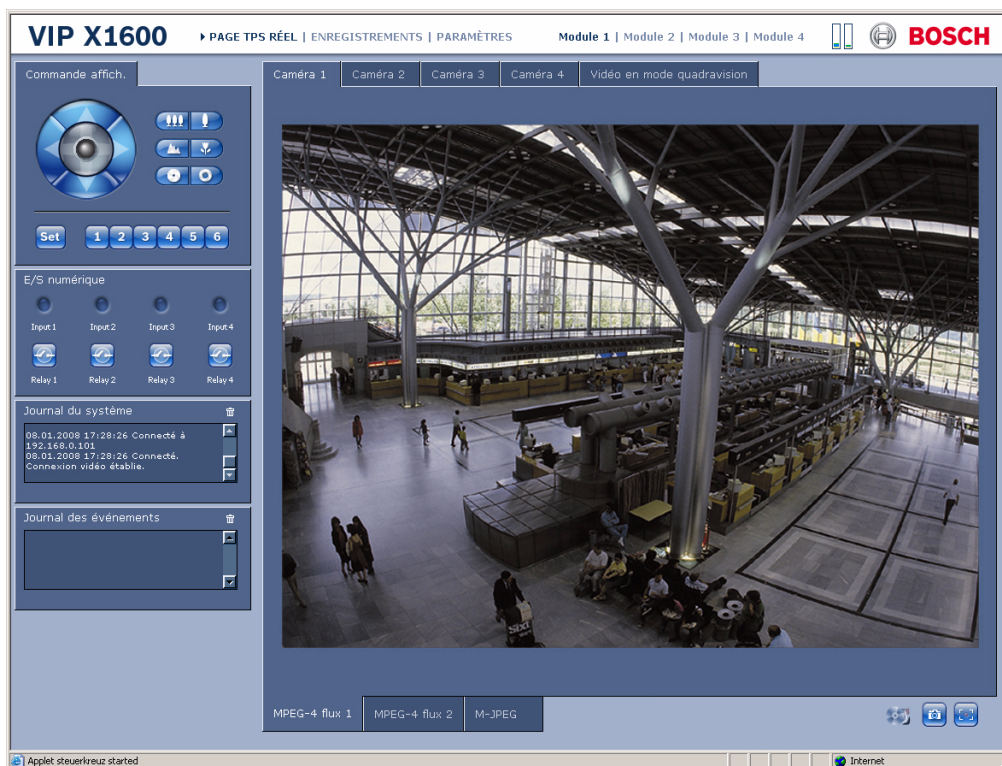 VIP X1600
PAGE TPS RÉEL | ENREGISTREMENTS | PARAMÈTRES
Module 1 | Module 2 | Module 3 | Module 4
BOSCH
Commande affich.
Set
1 2 3 4 5 6
E/S numérique
Input 1 Input 2 Input 3 Input 4
Relay 1 Relay 2 Relay 3 Relay 4
Journal du système
08.01.2008 17:28:26 Connecté à
192.168.0.101
08.01.2008 17:28:26 Connecté.
Connexion vidéo établie.
Journal des événements
Caméra 1 Caméra 2 Caméra 3 Caméra 4 Vidéo en mode quadravision
Sixt
MPEG-4 flux 1 MPEG-4 flux 2 M-JPEG
Applet steuerkreuz started
Internet